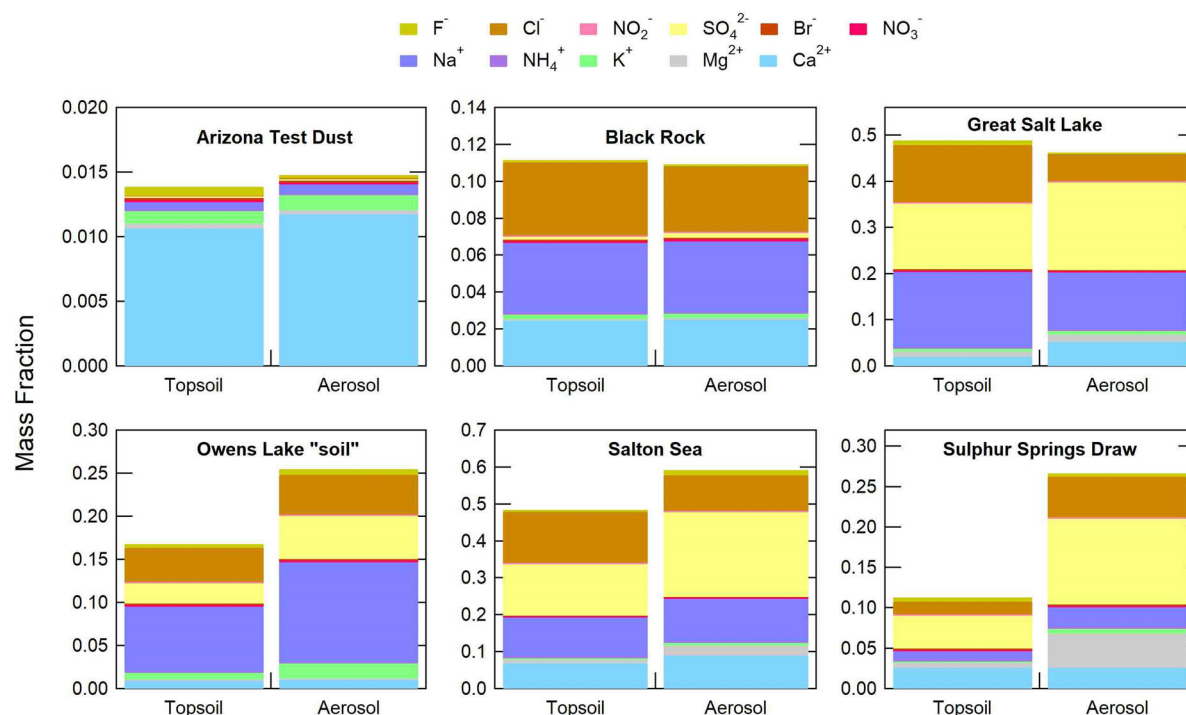 F⁻ Cl⁻ NO₂⁻ SO₄²⁻ Br⁻ NO₃⁻
Na⁺ NH₄⁺ K⁺ Mg²⁺ Ca²⁺
Mass Fraction
Arizona Test Dust
0.020
0.015
0.010
0.005
0.000
Topsoil Aerosol
Black Rock
0.14
0.12
0.10
0.08
0.06
0.04
0.02
0.00
Topsoil Aerosol
Great Salt Lake
0.5
0.4
0.3
0.2
0.1
0.0
Topsoil Aerosol
Owens Lake "soil"
0.30
0.25
0.20
0.15
0.10
0.05
0.00
Topsoil Aerosol
Salton Sea
0.7
0.6
0.5
0.4
0.3
0.2
0.1
0.0
Topsoil Aerosol
Sulphur Springs Draw
0.30
0.25
0.20
0.15
0.10
0.05
0.00
Topsoil Aerosol